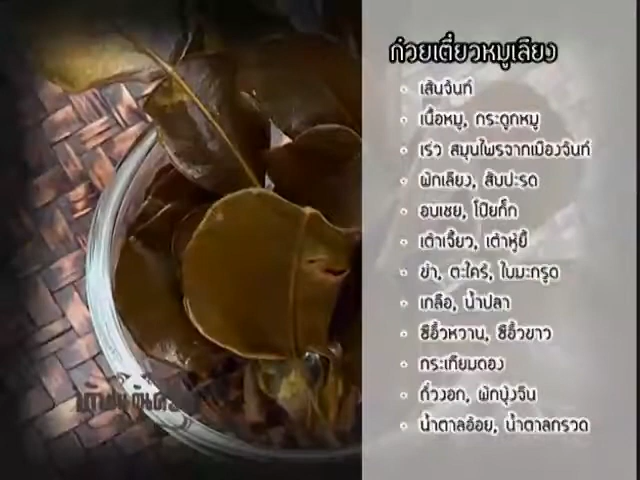 ก๋วยเตี๋ยวหมูเลียง
• เส้นจันท์
• เนื้อหมู, กระดูกหมู
• เร่ว สมุนไพรจากเมืองจันท์
• ผักเลียง, สับปะรด
• อบเชย, โป๊ยกั๊ก
• เต้าเจี้ยว, เต้าหู้ยี้
• ข่า, ตะไคร้, ใบมะกรูด
• เกลือ, น้ำปลา
• ซีอิ๊วหวาน, ซีอิ๊วขาว
• กระเทียมดอง
• ถั่วงอก, ผักบุ้งจีน
• น้ำตาลอ้อย, น้ำตาลกรวด